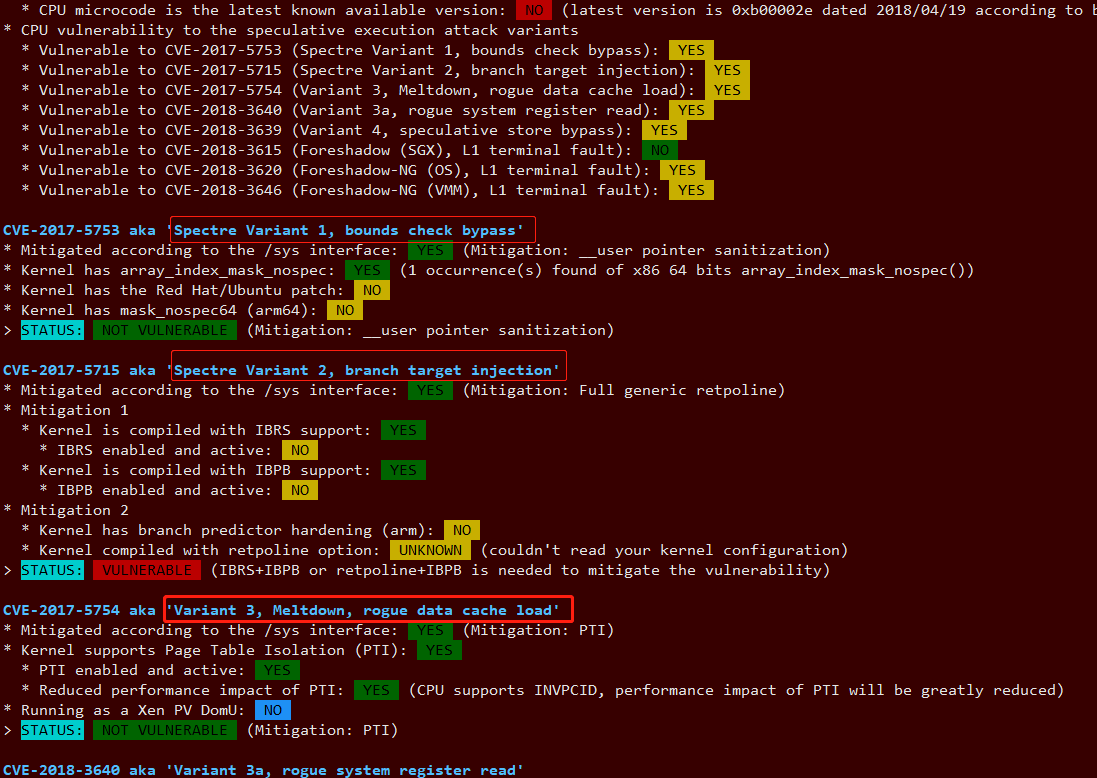 * CPU microcode is the latest known available version: NO (latest version is 0xb00002e dated 2018/04/19 according to
* CPU vulnerability to the speculative execution attack variants
* Vulnerable to CVE-2017-5753 (Spectre Variant 1, bounds check bypass): YES
* Vulnerable to CVE-2017-5715 (Spectre Variant 2, branch target injection): YES
* Vulnerable to CVE-2017-5754 (Variant 3, Meltdown, rogue data cache load): YES
* Vulnerable to CVE-2018-3640 (Variant 3a, rogue system register read): YES
* Vulnerable to CVE-2018-3639 (Variant 4, speculative store bypass): YES
* Vulnerable to CVE-2018-3615 (Foreshadow (SGX), L1 terminal fault): NO
* Vulnerable to CVE-2018-3620 (Foreshadow-NG (OS), L1 terminal fault): YES
* Vulnerable to CVE-2018-3646 (Foreshadow-NG (VMM), L1 terminal fault): YES
CVE-2017-5753 aka 'Spectre Variant 1, bounds check bypass'
* Mitigated according to the /sys interface: YES (Mitigation: __user pointer sanitization)
* Kernel has array_index_mask_nospec: YES (1 occurrence(s) found of x86 64 bits array_index_mask_nospec())
* Kernel has the Red Hat/Ubuntu patch: NO
* Kernel has mask_nospec64 (arm64): NO
> STATUS: NOT VULNERABLE (Mitigation: __user pointer sanitization)
CVE-2017-5715 aka 'Spectre Variant 2, branch target injection'
* Mitigated according to the /sys interface: YES (Mitigation: Full generic retpoline)
* Mitigation 1
* Kernel is compiled with IBRS support: YES
* IBRS enabled and active: NO
* Kernel is compiled with IBPB support: YES
* IBPB enabled and active: NO
* Mitigation 2
* Kernel has branch predictor hardening (arm): NO
* Kernel compiled with retpoline option: UNKNOWN (couldn't read your kernel configuration)
> STATUS: VULNERABLE (IBRS+IBPB or retpoline+IBPB is needed to mitigate the vulnerability)
CVE-2017-5754 aka 'Variant 3, Meltdown, rogue data cache load'
* Mitigated according to the /sys interface: YES (Mitigation: PTI)
* Kernel supports Page Table Isolation (PTI): YES
* PTI enabled and active: YES
* Reduced performance impact of PTI: YES (CPU supports INVPCID, performance impact of PTI will be greatly reduced)
* Running as a Xen PV DomU: NO
> STATUS: NOT VULNERABLE (Mitigation: PTI)
CVE-2018-3640 aka 'Variant 3a, rogue system register read'